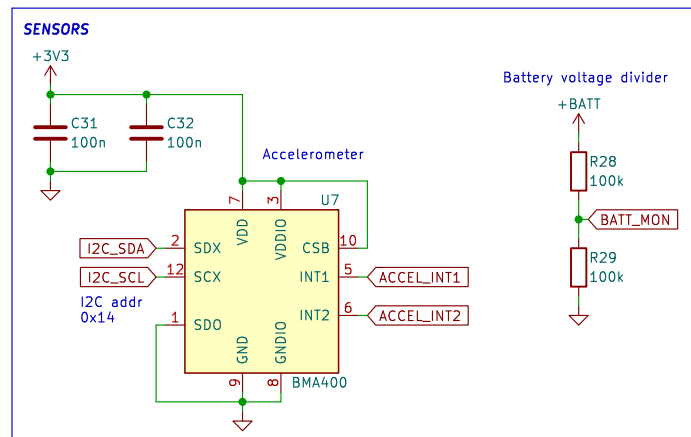 SENSORS
+3V3
C31
100n
C32
100n
Accelerometer
U7
7
3
VDD
VDDIO
I2C_SDA
2
SDX
CSB
10
I2C_SCL
12
SCX
INT1
5
ACCEL_INT1
I2C addr
0x14
1
SDO
INT2
6
ACCEL_INT2
GND
GNDIO
9
8
BMA400
Battery voltage divider
+BATT
R28
100k
BATT_MON
R29
100k